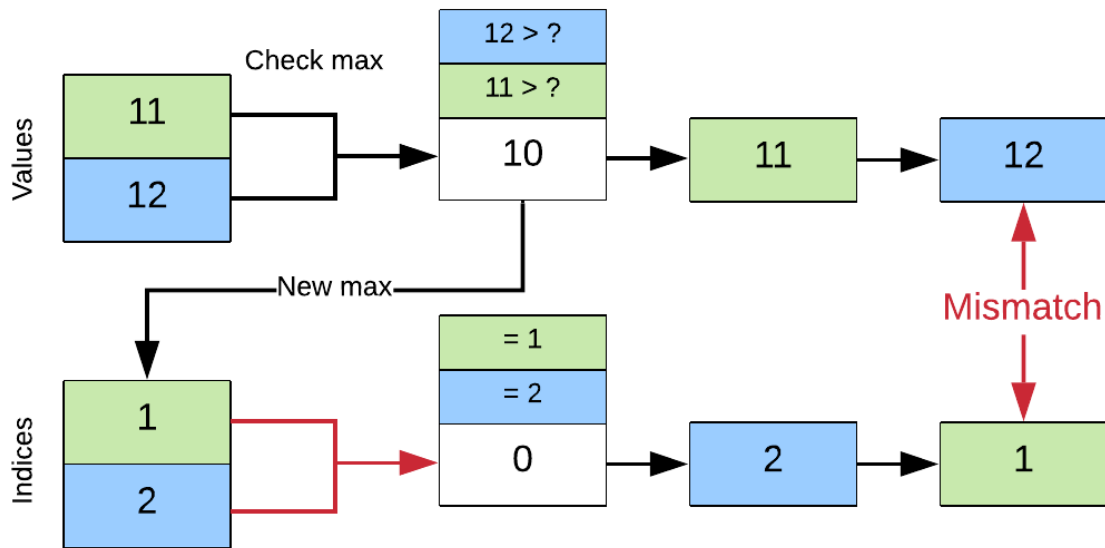 Values
11
12
Check max
12 > ?
11 > ?
10
11
12
New max
Mismatch
Indices
1
2
= 1
= 2
0
2
1